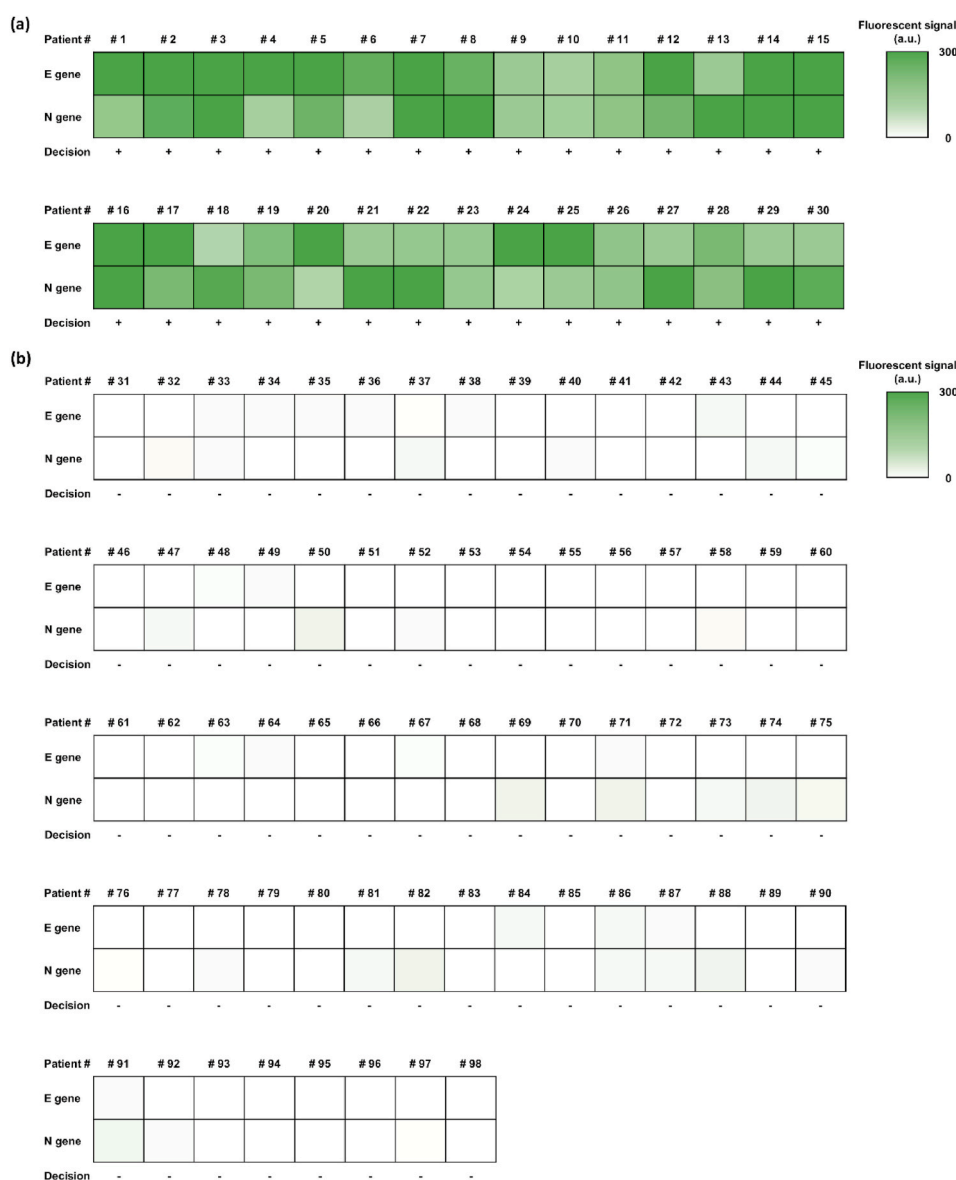 (a)
Fluorescent signal
(a.u.)
300
0
Patient # # 1 # 2 # 3 # 4 # 5 # 6 # 7 # 8 # 9 # 10 # 11 # 12 # 13 # 14 # 15
E gene
N gene
Decision + + + + + + + + + + + + + + +
Patient # # 16 # 17 # 18 # 19 # 20 # 21 # 22 # 23 # 24 # 25 # 26 # 27 # 28 # 29 # 30
E gene
N gene
Decision + + + + + + + + + + + + + + +
(b)
Fluorescent signal
(a.u.)
300
0
Patient # # 31 # 32 # 33 # 34 # 35 # 36 # 37 # 38 # 39 # 40 # 41 # 42 # 43 # 44 # 45
E gene
N gene
Decision - - - - - - - - - - - - - - -
Patient # # 46 # 47 # 48 # 49 # 50 # 51 # 52 # 53 # 54 # 55 # 56 # 57 # 58 # 59 # 60
E gene
N gene
Decision - - - - - - - - - - - - - - -
Patient # # 61 # 62 # 63 # 64 # 65 # 66 # 67 # 68 # 69 # 70 # 71 # 72 # 73 # 74 # 75
E gene
N gene
Decision - - - - - - - - - - - - - - -
Patient # # 76 # 77 # 78 # 79 # 80 # 81 # 82 # 83 # 84 # 85 # 86 # 87 # 88 # 89 # 90
E gene
N gene
Decision - - - - - - - - - - - - - - -
Patient # # 91 # 92 # 93 # 94 # 95 # 96 # 97 # 98
E gene
N gene
Decision - - - - - - - -